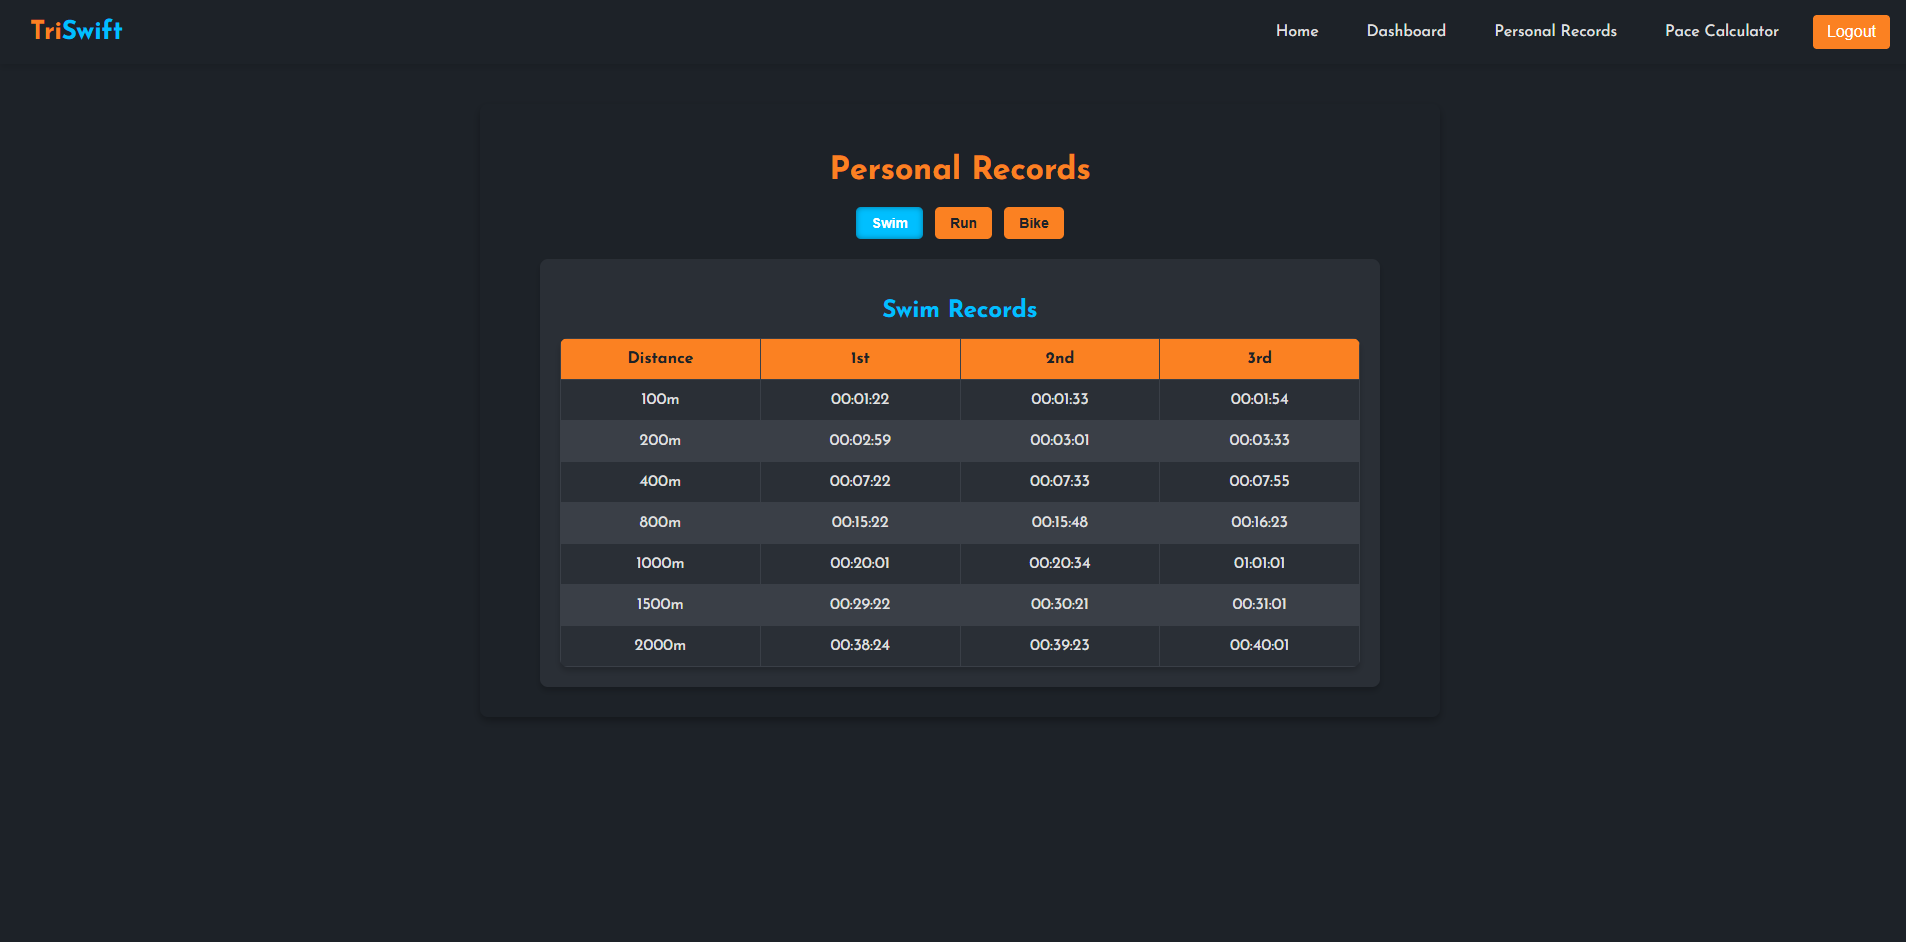 TriSwift
Home Dashboard Personal Records Pace Calculator Logout
Personal Records
Swim Run Bike
Swim Records
Distance 1st 2nd 3rd
100m 00:01:22 00:01:33 00:01:54
200m 00:02:59 00:03:01 00:03:33
400m 00:07:22 00:07:33 00:07:55
800m 00:15:22 00:15:48 00:16:23
1000m 00:20:01 00:20:34 01:01:01
1500m 00:29:22 00:30:21 00:31:01
2000m 00:38:24 00:39:23 00:40:01